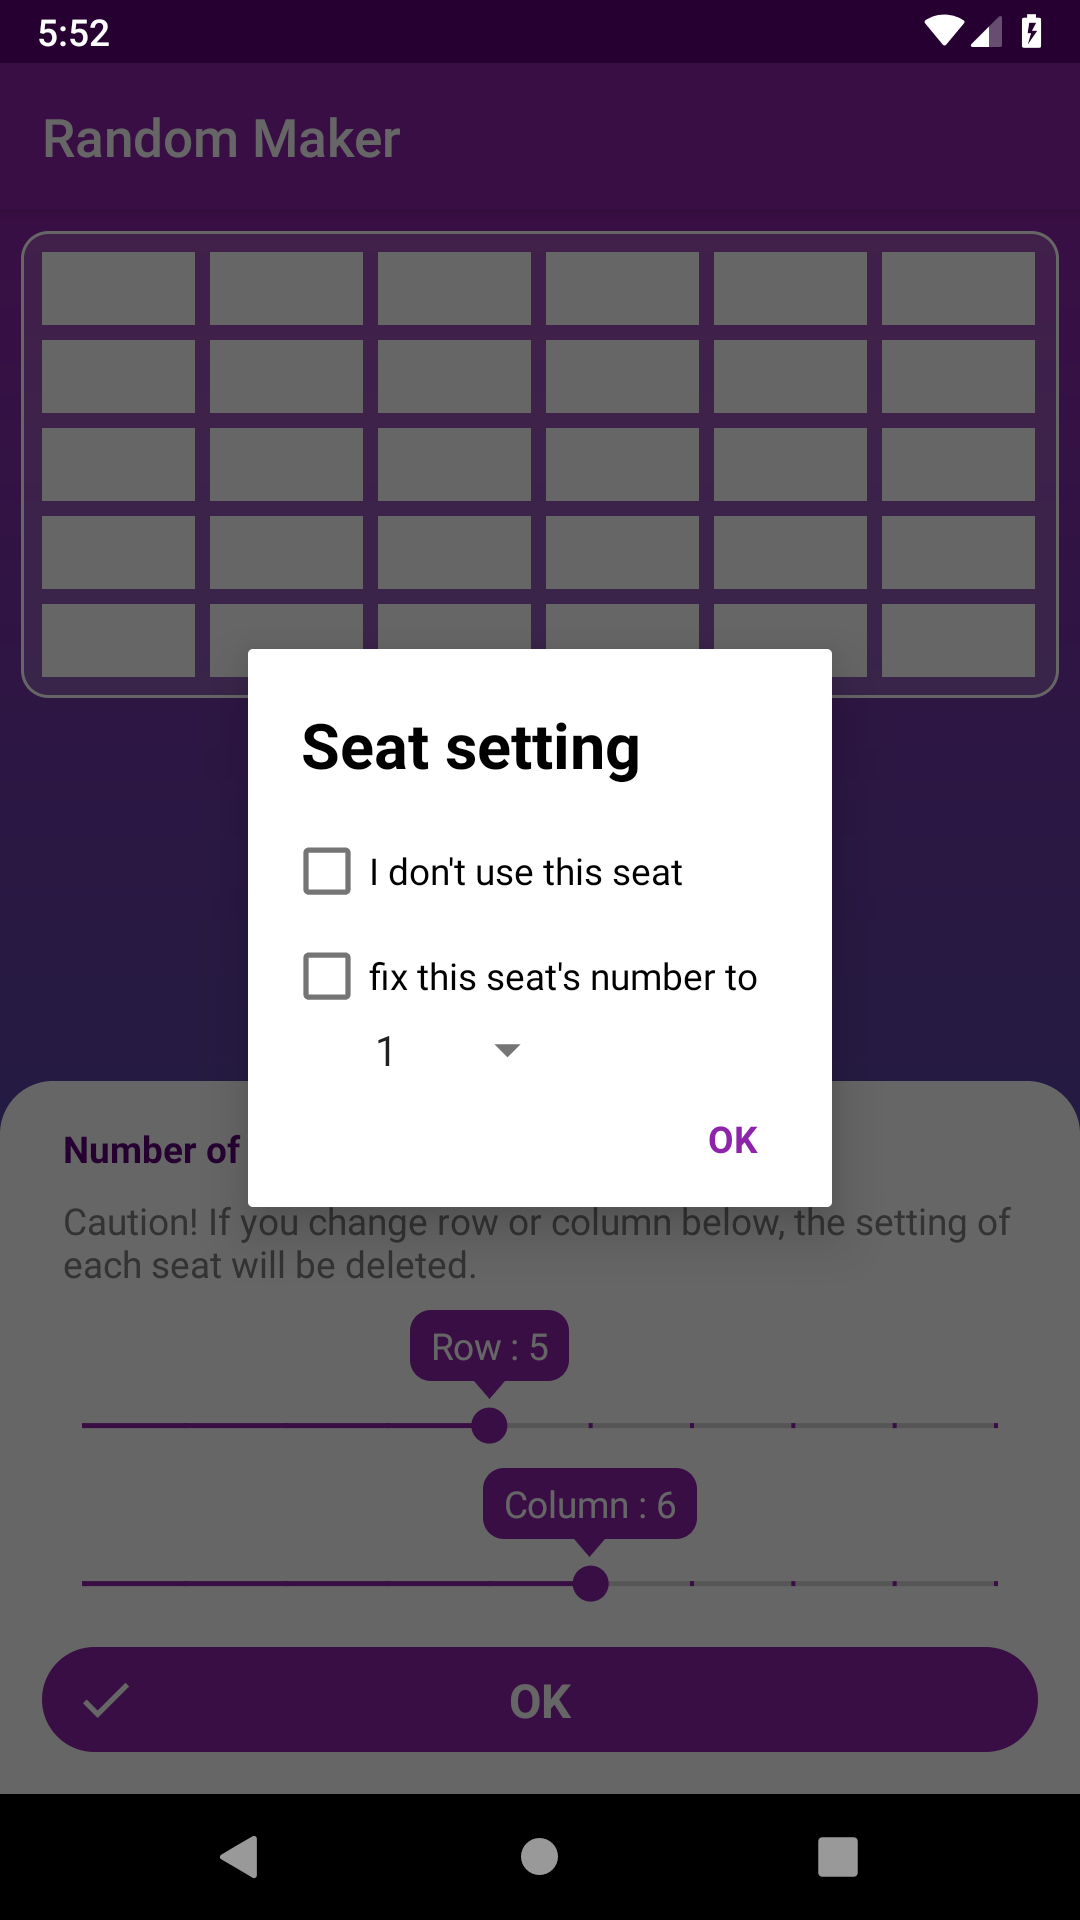 5:52
Random Maker
Seat setting
I don't use this seat
fix this seat's number to
1
OK
Number of
Caution! If you change row or column below, the setting of
each seat will be deleted.
Row : 5
Column : 6
OK